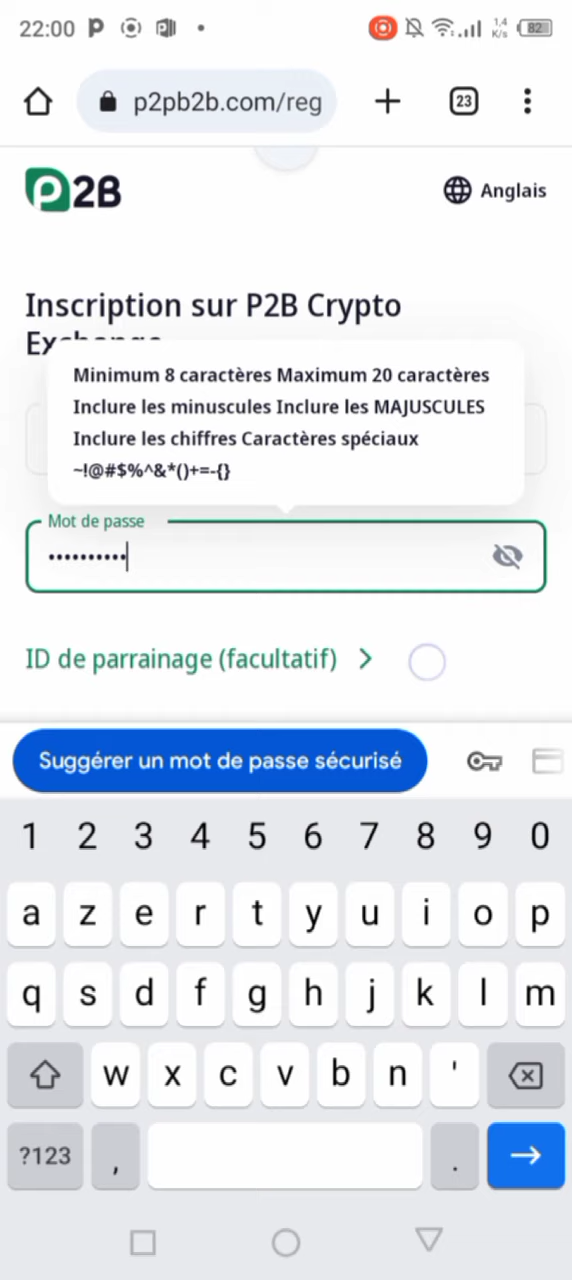 22:00
1,4 K/s
82
p2pb2b.com/reg
23
P2B
Anglais
Inscription sur P2B Crypto
Exchange
Minimum 8 caractères Maximum 20 caractères
Inclure les minuscules Inclure les MAJUSCULES
Inclure les chiffres Caractères spéciaux
~!@#$%^&*()+=-{}
Mot de passe
••••••••••
ID de parrainage (facultatif)
Suggérer un mot de passe sécurisé
1 2 3 4 5 6 7 8 9 0
a z e r t y u i o p
q s d f g h j k l m
w x c v b n '
?123 , .